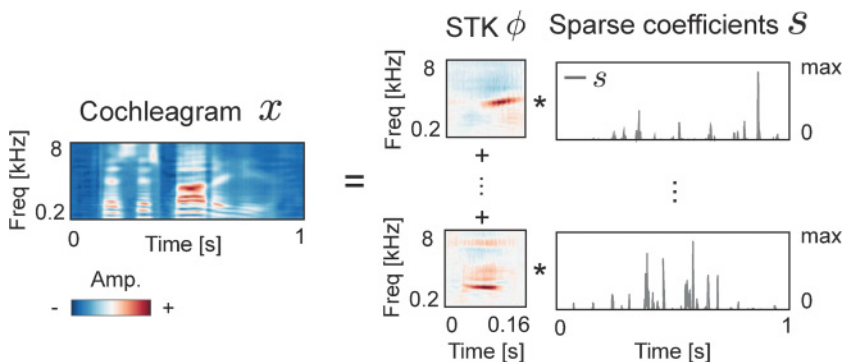 STK ϕ Sparse coefficients s
Cochleagram x
Freq [kHz]
8
0.2
0
Time [s]
1
Amp.
-
+
=
Freq [kHz]
8
0.2
*
s
max
0
+
...
+
...
Freq [kHz]
8
0.2
0
0.16
Time [s]
*
max
0
0
Time [s]
1